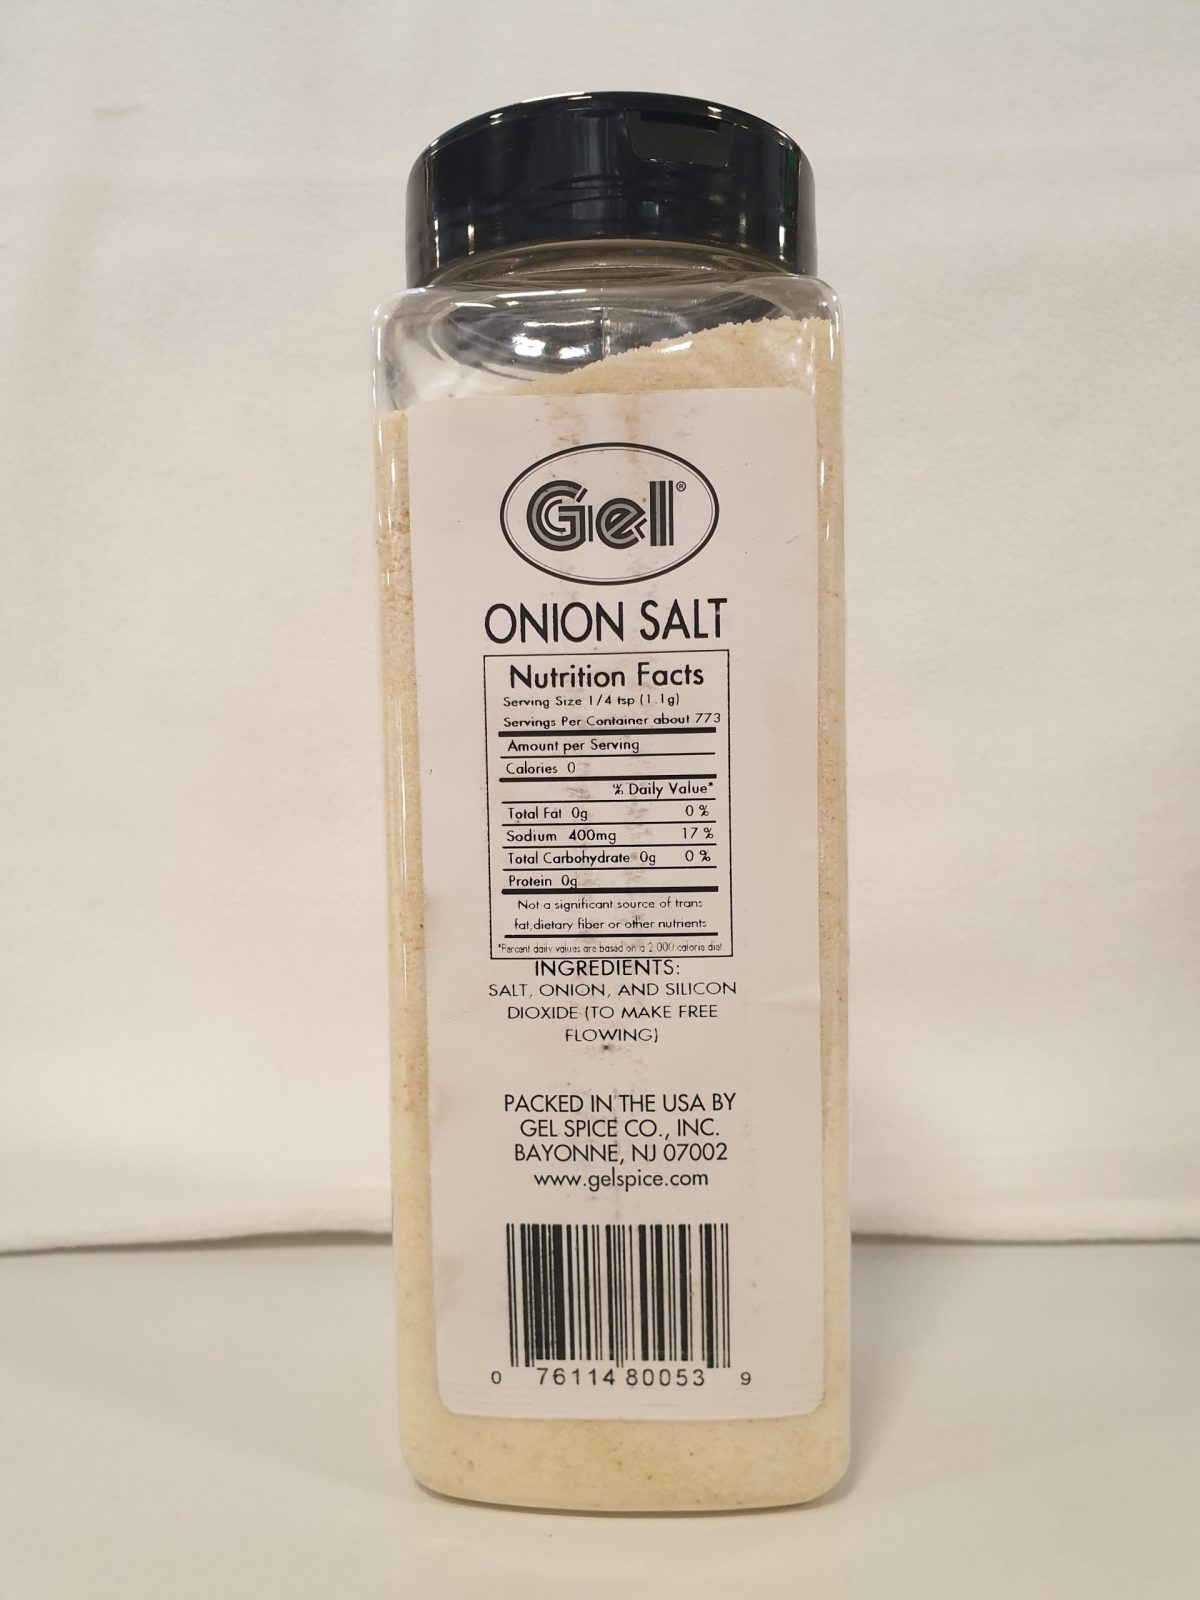 Gel®
ONION SALT
Nutrition Facts
Serving Size 1/4 tsp (1.1g)
Servings Per Container about 773
Amount per Serving
Calories 0
% Daily Value*
Total Fat 0g 0 %
Sodium 400mg 17 %
Total Carbohydrate 0g 0 %
Protein 0g
Not a significant source of trans
fat,dietary fiber or other nutrients
*Percent daily values are based on a 2,000 calorie diet
INGREDIENTS:
SALT, ONION, AND SILICON
DIOXIDE (TO MAKE FREE
FLOWING)
PACKED IN THE USA BY
GEL SPICE CO., INC.
BAYONNE, NJ 07002
www.gelspice.com
0 76114 80053 9